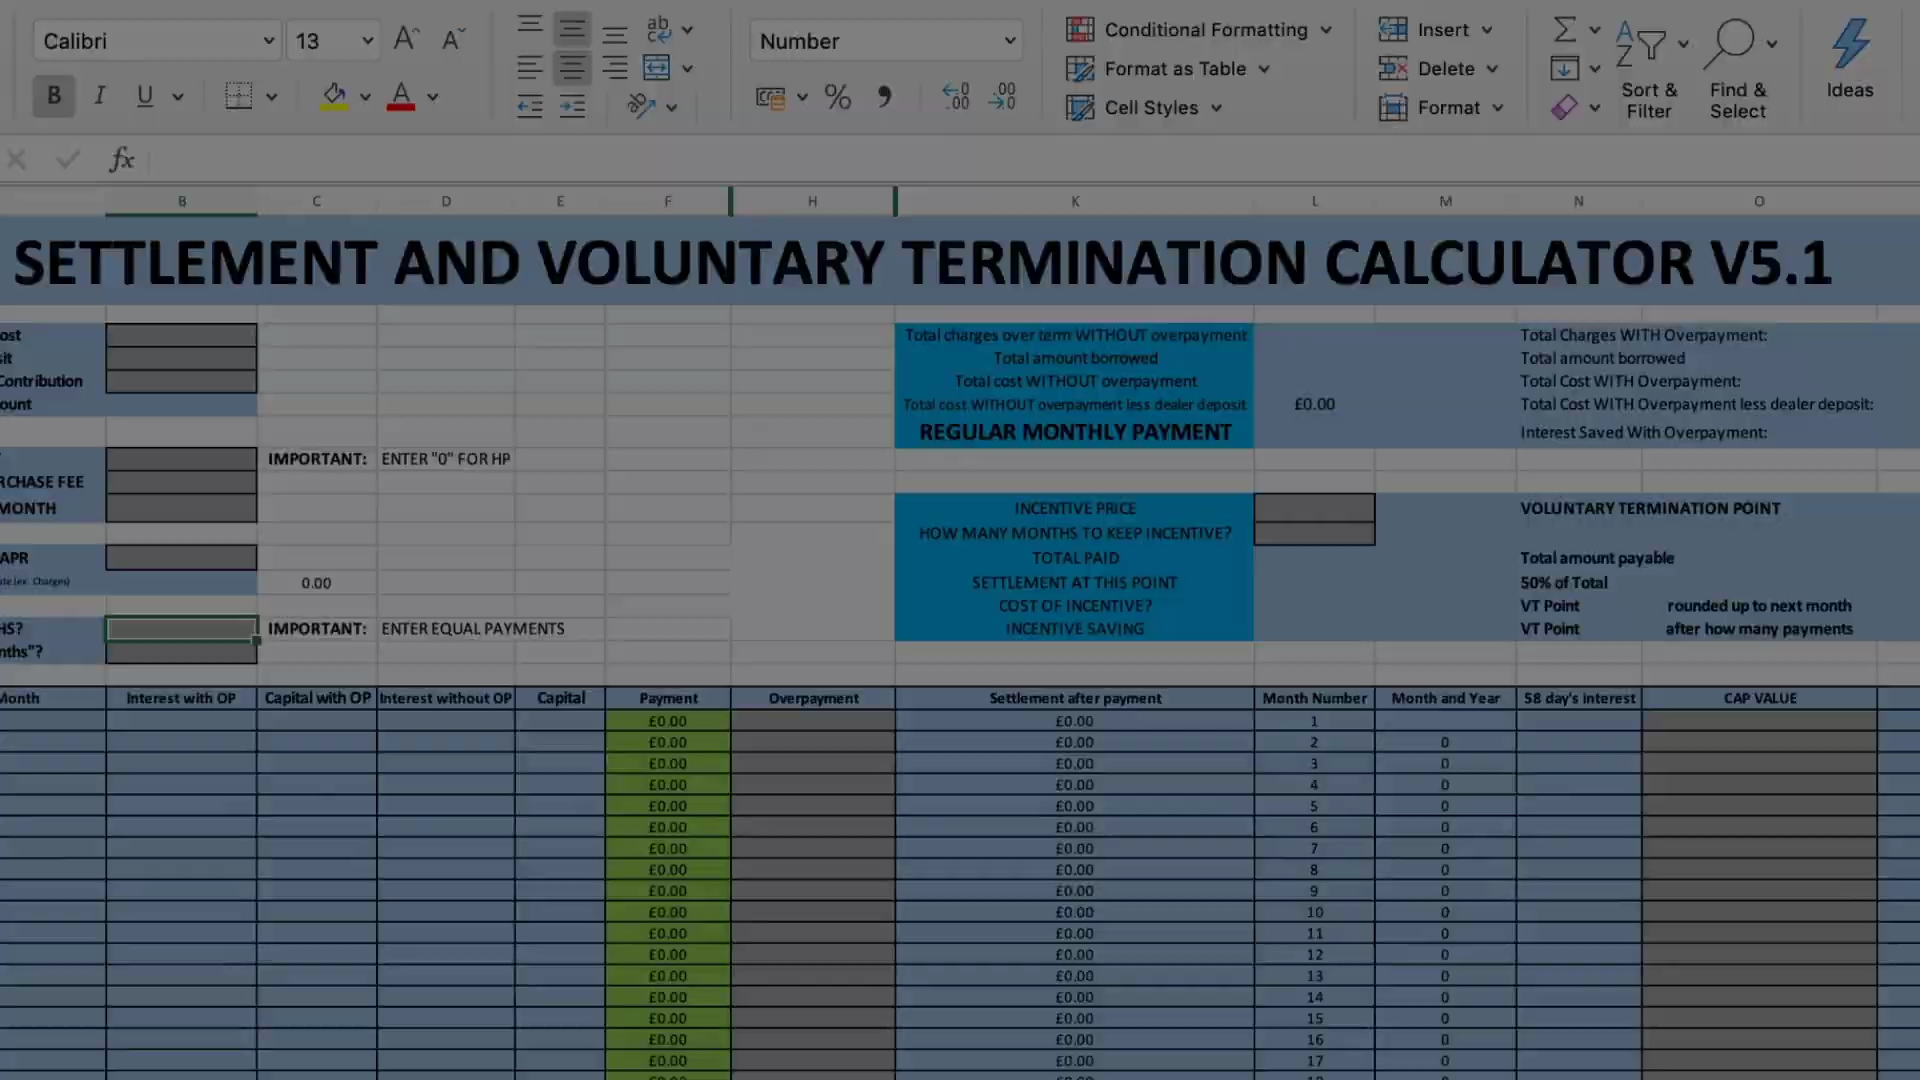 Calibri 13 Number Conditional Formatting Insert
Format as Table Delete
B I U Cell Styles Format
Sort & Filter Find & Select Ideas
fx
B C D E F H K L M N O
SETTLEMENT AND VOLUNTARY TERMINATION CALCULATOR V5.1
ost Total charges over term WITHOUT overpayment Total Charges WITH Overpayment:
sit Total amount borrowed Total amount borrowed
Contribution Total cost WITHOUT overpayment Total Cost WITH Overpayment:
ount Total cost WITHOUT overpayment less dealer deposit £0.00 Total Cost WITH Overpayment less dealer deposit:
REGULAR MONTHLY PAYMENT Interest Saved With Overpayment:
IMPORTANT: ENTER "0" FOR HP
RCHASE FEE
MONTH INCENTIVE PRICE VOLUNTARY TERMINATION POINT
HOW MANY MONTHS TO KEEP INCENTIVE?
APR TOTAL PAID Total amount payable
ate (ex. Charges) 0.00 SETTLEMENT AT THIS POINT 50% of Total
COST OF INCENTIVE? VT Point rounded up to next month
HS? IMPORTANT: ENTER EQUAL PAYMENTS INCENTIVE SAVING VT Point after how many payments
nths"?
Month Interest with OP Capital with OP Interest without OP Capital Payment Overpayment Settlement after payment Month Number Month and Year 58 day's interest CAP VALUE
£0.00 £0.00 1
£0.00 £0.00 2 0
£0.00 £0.00 3 0
£0.00 £0.00 4 0
£0.00 £0.00 5 0
£0.00 £0.00 6 0
£0.00 £0.00 7 0
£0.00 £0.00 8 0
£0.00 £0.00 9 0
£0.00 £0.00 10 0
£0.00 £0.00 11 0
£0.00 £0.00 12 0
£0.00 £0.00 13 0
£0.00 £0.00 14 0
£0.00 £0.00 15 0
£0.00 £0.00 16 0
£0.00 £0.00 17 0